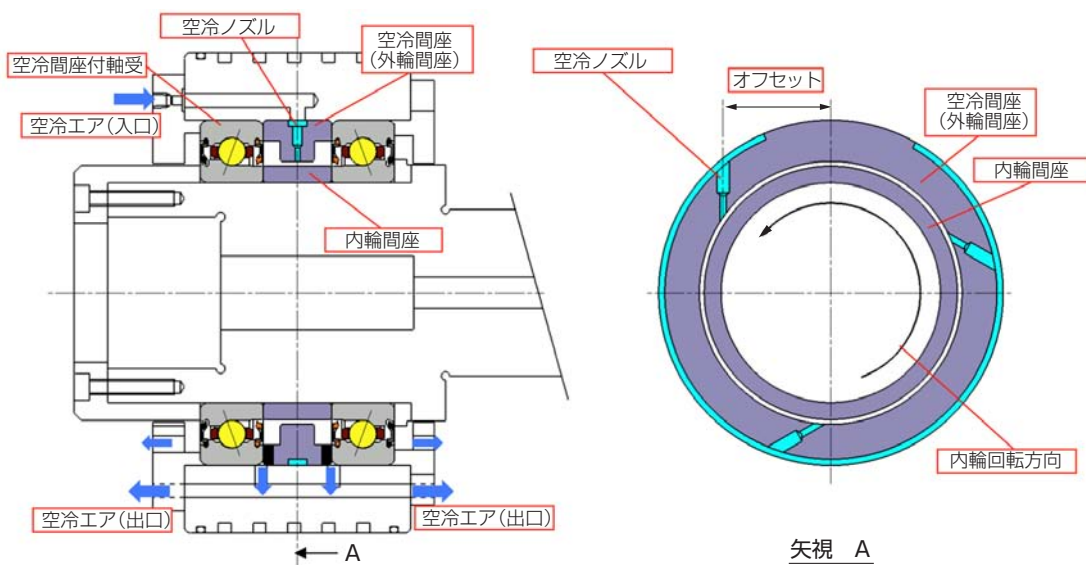 空冷ノズル
空冷間座
(外輪間座)
空冷間座付軸受
空冷エア(入口)
内輪間座
空冷エア(出口)
空冷エア(出口)
A
空冷ノズル
オフセット
空冷間座
(外輪間座)
内輪間座
内輪回転方向
矢視 A